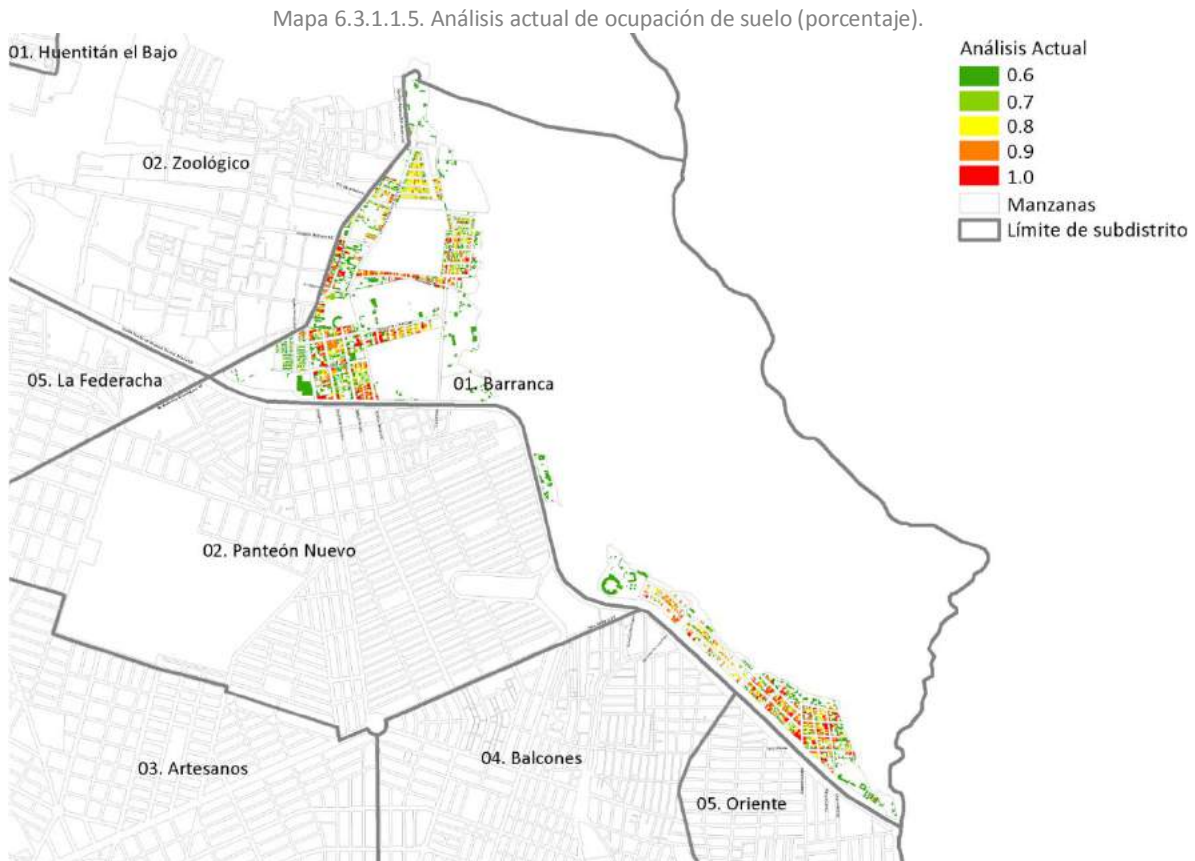 Mapa 6.3.1.1.5. Análisis actual de ocupación de suelo (porcentaje).
01. Huentitán el Bajo
Análisis Actual
0.6
0.7
0.8
0.9
1.0
Manzanas
Límite de subdistrito
02. Zoológico
05. La Federacha
01. Barranca
02. Panteón Nuevo
03. Artesanos
04. Balcones
05. Oriente